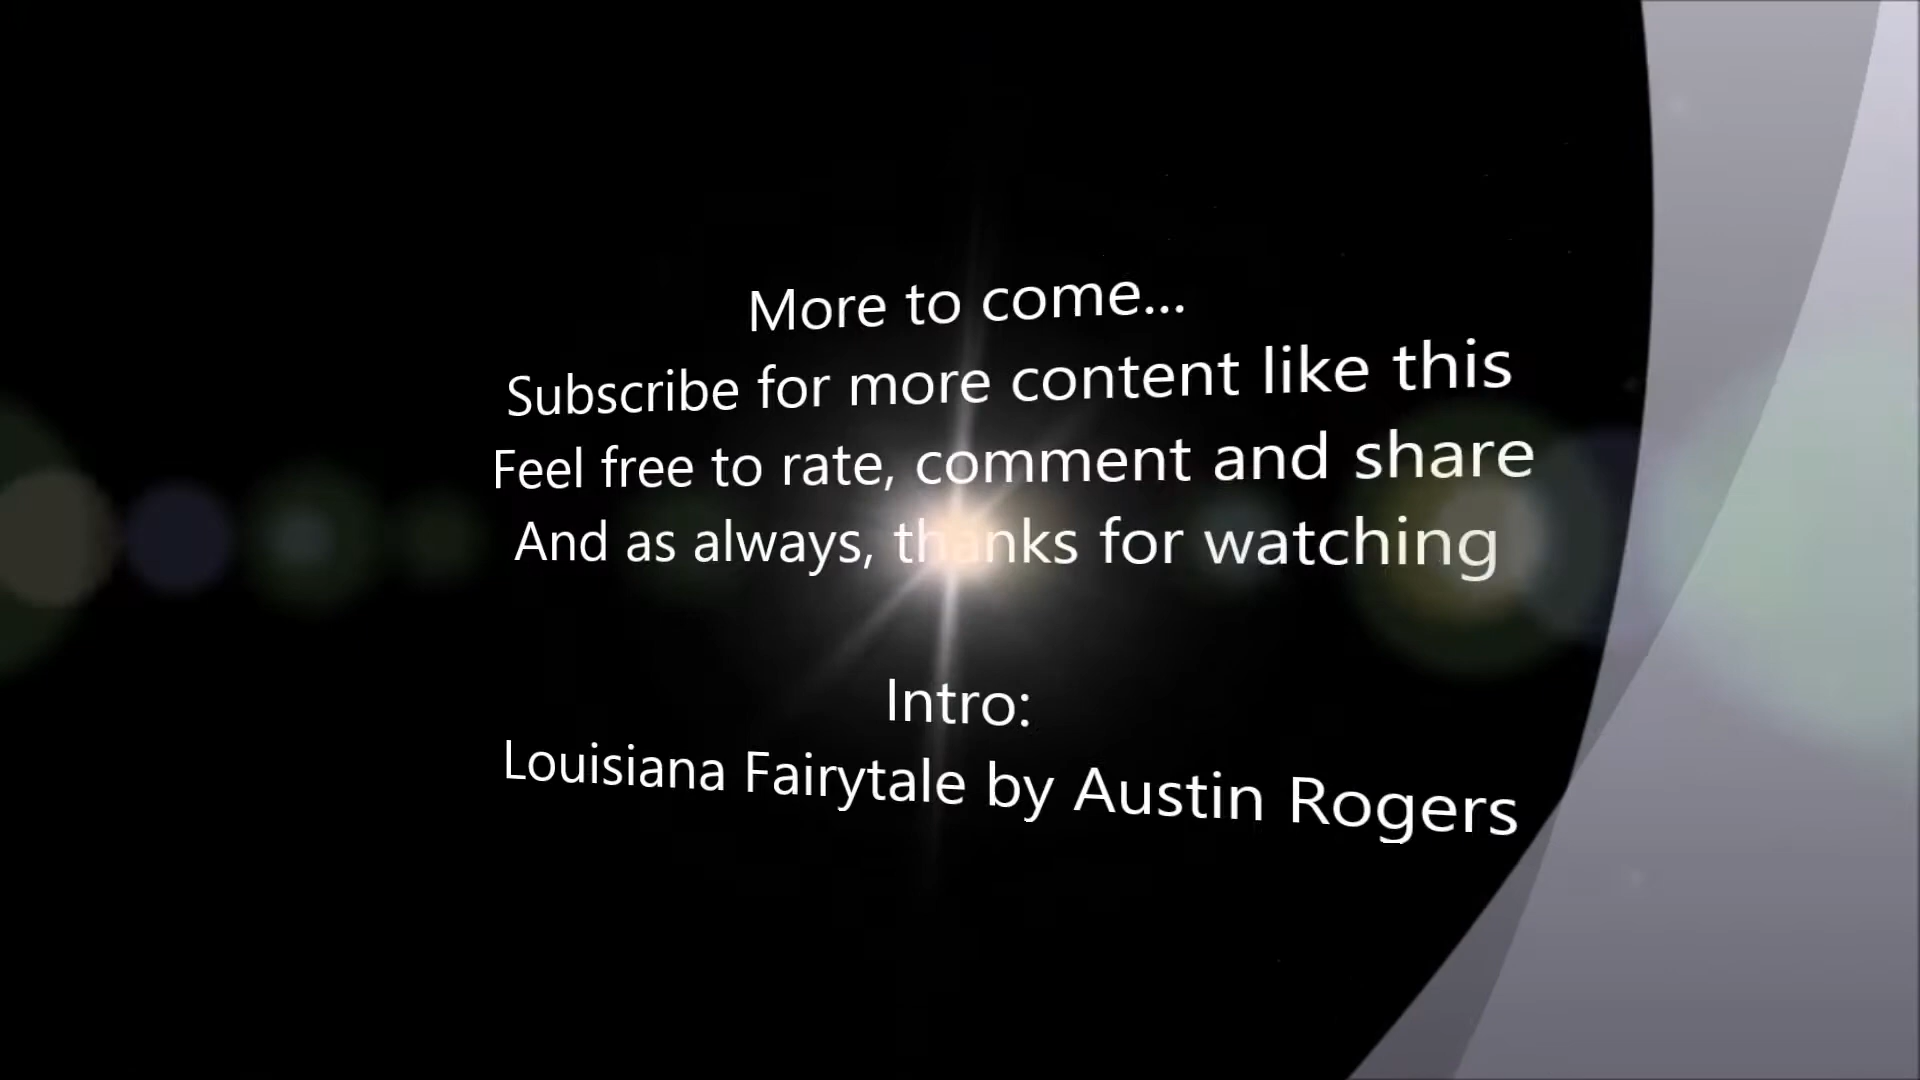 More to come...
Subscribe for more content like this
Feel free to rate, comment and share
And as always, thanks for watching
Intro:
Louisiana Fairytale by Austin Rogers